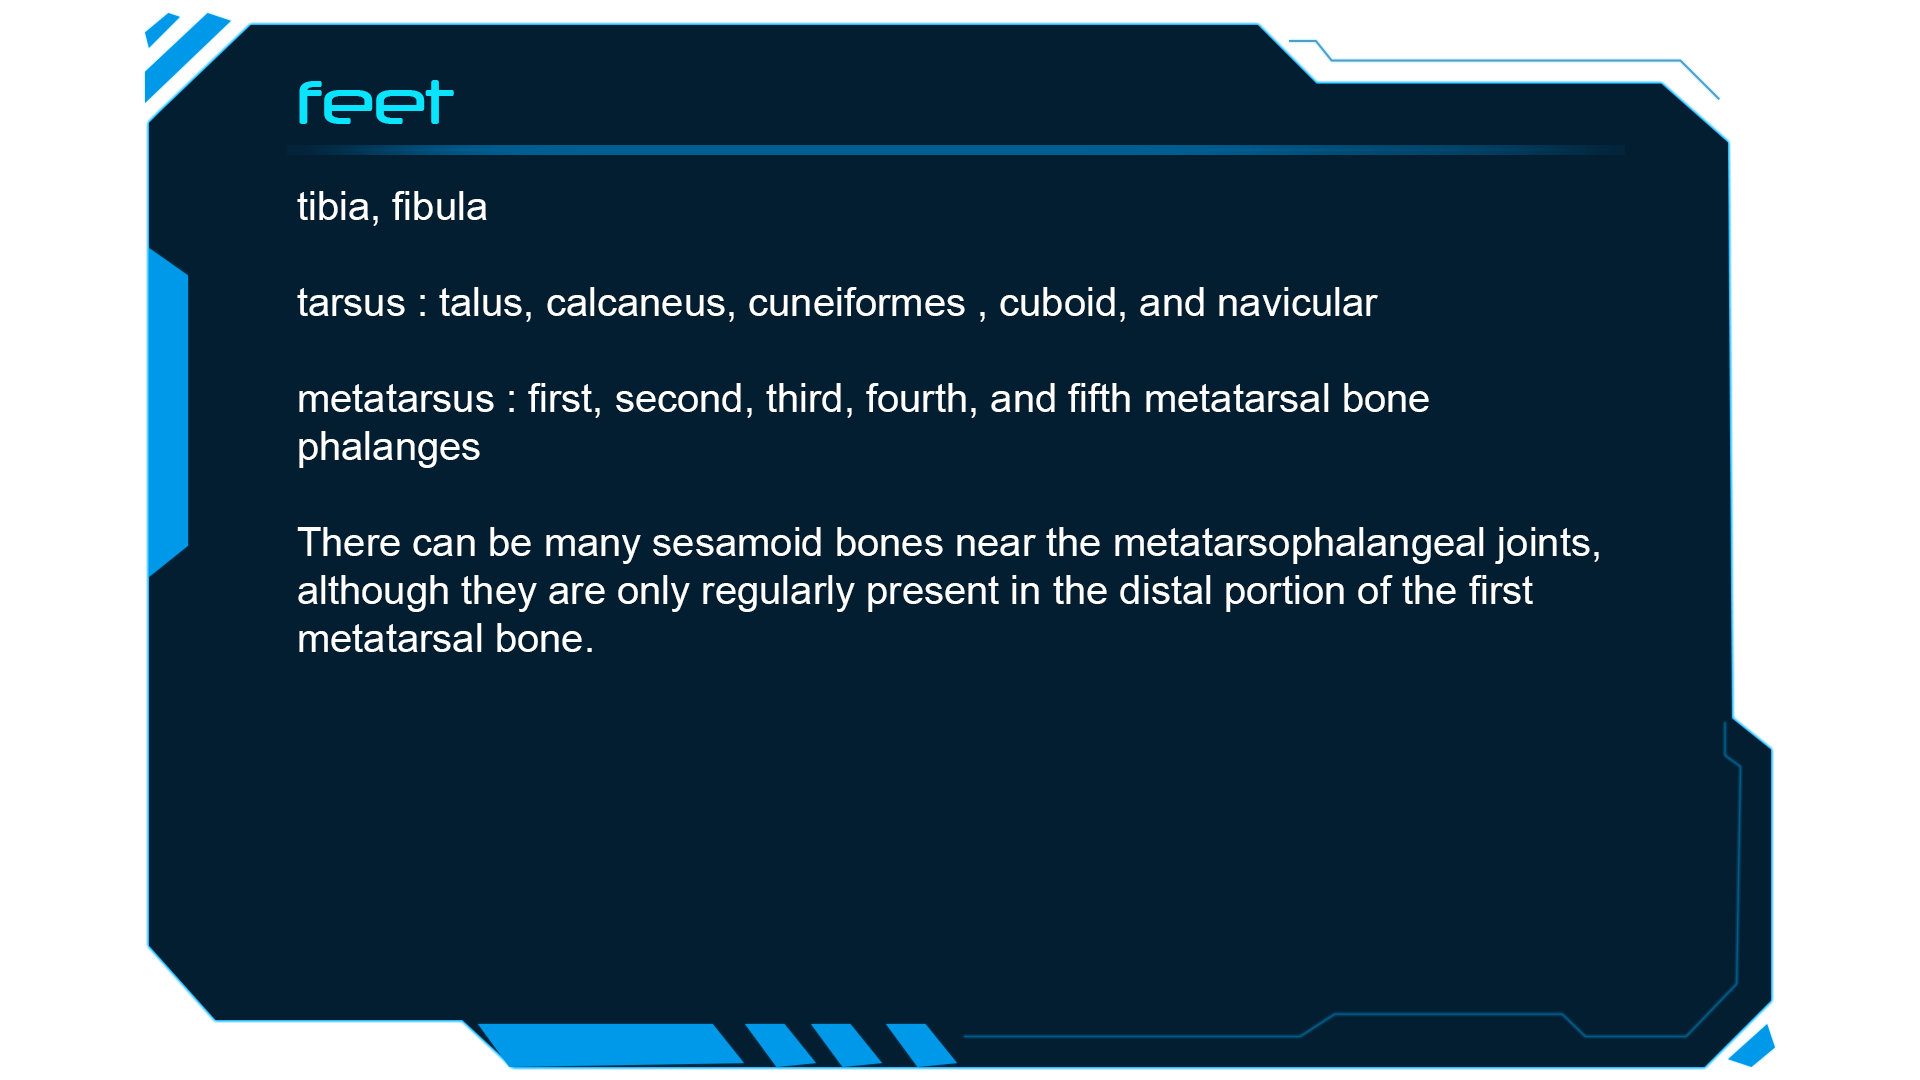 feet
tibia, fibula
tarsus : talus, calcaneus, cuneiformes , cuboid, and navicular
metatarsus : first, second, third, fourth, and fifth metatarsal bone
phalanges
There can be many sesamoid bones near the metatarsophalangeal joints,
although they are only regularly present in the distal portion of the first
metatarsal bone.